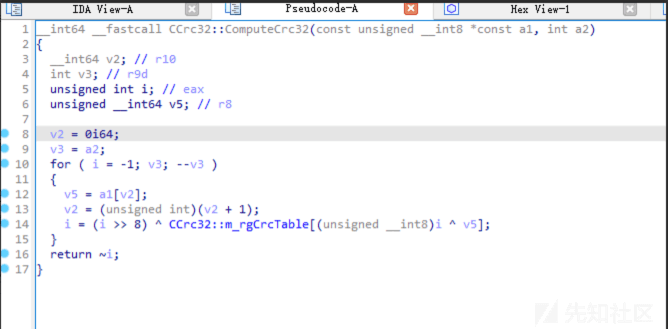 IDA View-A Pseudocode-A Hex View-1
1 __int64 __fastcall CCrc32::ComputeCrc32(const unsigned __int8 *const a1, int a2)
2 {
3 __int64 v2; // r10
4 int v3; // r9d
5 unsigned int i; // eax
6 unsigned __int64 v5; // r8
7
8 v2 = 0i64;
9 v3 = a2;
10 for ( i = -1; v3; --v3 )
11 {
12 v5 = a1[v2];
13 v2 = (unsigned int)(v2 + 1);
14 i = (i >> 8) ^ CCrc32::m_rgCrcTable[(unsigned __int8)i ^ v5];
15 }
16 return ~i;
17 }
先知社区